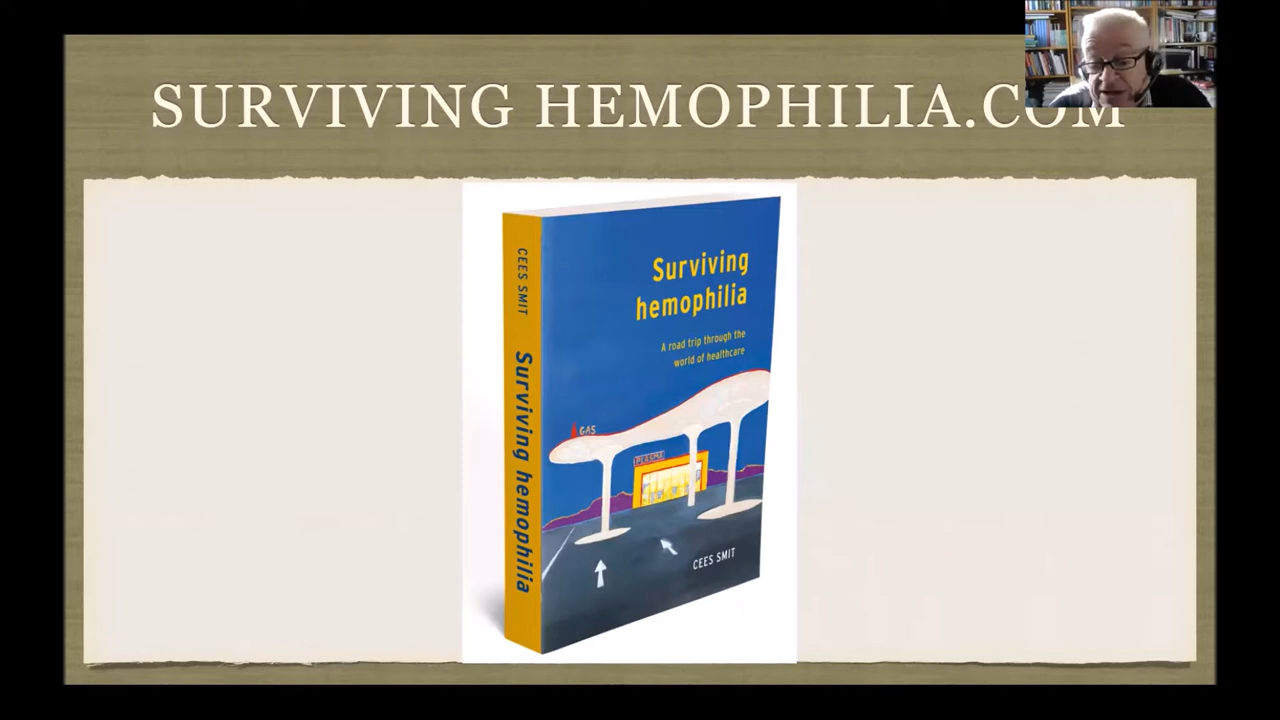 SURVIVING HEMOPHILIA.COM
CEES SMIT
Surviving hemophilia
Surviving
hemophilia
A road trip through the
world of healthcare
GAS
PLASMA
CEES SMIT